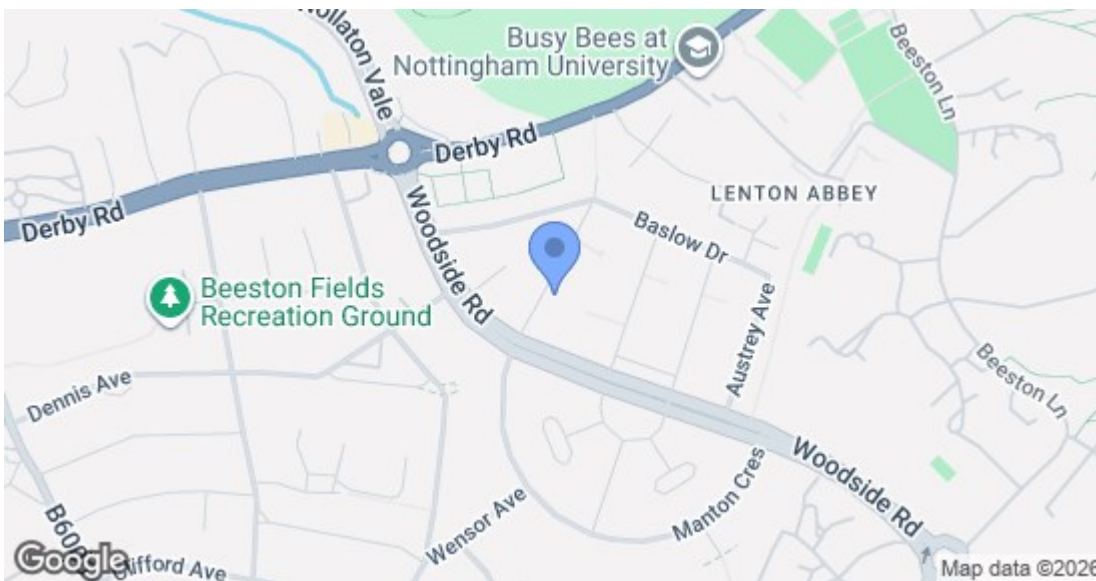 Wollaton Vale
Busy Bees at
Nottingham University
Beeston Ln
Derby Rd
Derby Rd
LENTON ABBEY
Woodside Rd
Baslow Dr
Beeston Fields
Recreation Ground
Austrey Ave
Dennis Ave
Beeston Ln
Woodside Rd
Wensor Ave
Manton Cres
Clifford Ave
Google
Map data ©2026